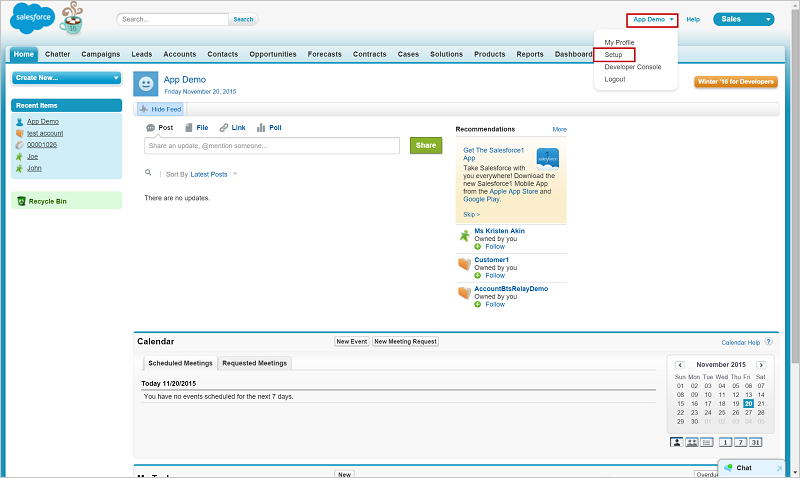 salesforce
16
Search...
Search
App Demo
Help
Sales
My Profile
Setup
Developer Console
Logout
Home Chatter Campaigns Leads Accounts Contacts Opportunities Forecasts Contracts Cases Solutions Products Reports Dashboard
Create New...
Recent Items
App Demo
test account
00001026
Joe
John
Recycle Bin
App Demo
Friday November 20, 2015
Winter '16 for Developers
Hide Feed
Post File Link Poll
Share an update, @mention someone...
Share
Sort By Latest Posts
There are no updates.
Recommendations More
Get The Salesforce1
App
salesforce
Take Salesforce with
you everywhere! Download the
new Salesforce1 Mobile App
from the Apple App Store and
Google Play.
Skip >
Ms Kristen Akin
Owned by you
Follow
Customer1
Owned by you
Follow
AccountBtsRelayDemo
Owned by you
Follow
Calendar New Event New Meeting Request Calendar Help ?
Scheduled Meetings Requested Meetings
Today 11/20/2015
You have no events scheduled for the next 7 days.
November 2015
Sun Mon Tue Wed Thu Fri Sat
01 02 03 04 05 06 07
08 09 10 11 12 13 14
15 16 17 18 19 20 21
22 23 24 25 26 27 28
29 30 01 02 03 04 05
1 7 31
Chat
New